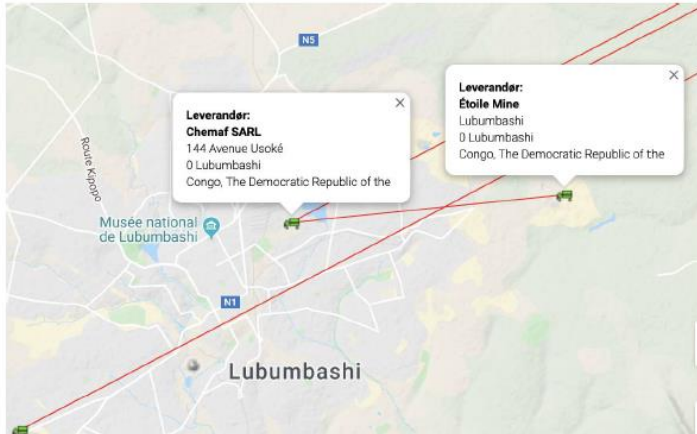 N5
Leverandør:
Étoile Mine
Lubumbashi
0 Lubumbashi
Congo, The Democratic Republic of the
Leverandør:
Chemaf SARL
144 Avenue Usoké
0 Lubumbashi
Congo, The Democratic Republic of the
Route Kipopo
Musée national
de Lubumbashi
N1
Lubumbashi